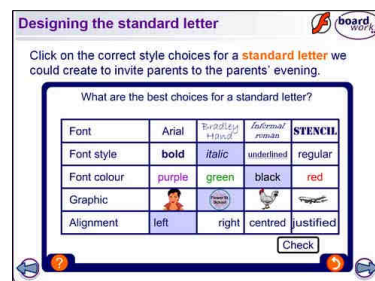 Designing the standard letter
board
work
Click on the correct style choices for a standard letter we
could create to invite parents to the parents' evening.
What are the best choices for a standard letter?
Font Arial Bradley Hand Informal roman STENCIL
Font style bold italic underlined regular
Font colour purple green black red
Graphic
Alignment left right centred justified
Check
?